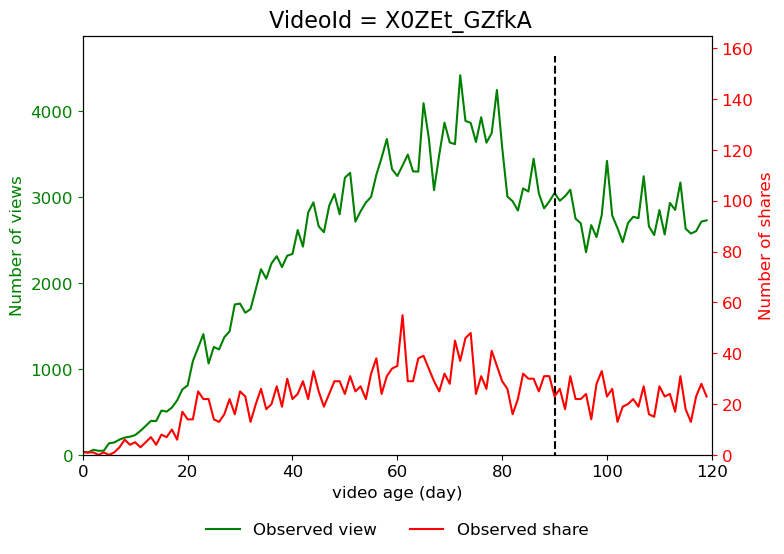 VideoId = X0ZEt_GZfkA
Number of views
4000
3000
2000
1000
0
160
140
120
100
80
60
40
20
0
Number of shares
0 20 40 60 80 100 120
video age (day)
Observed view Observed share